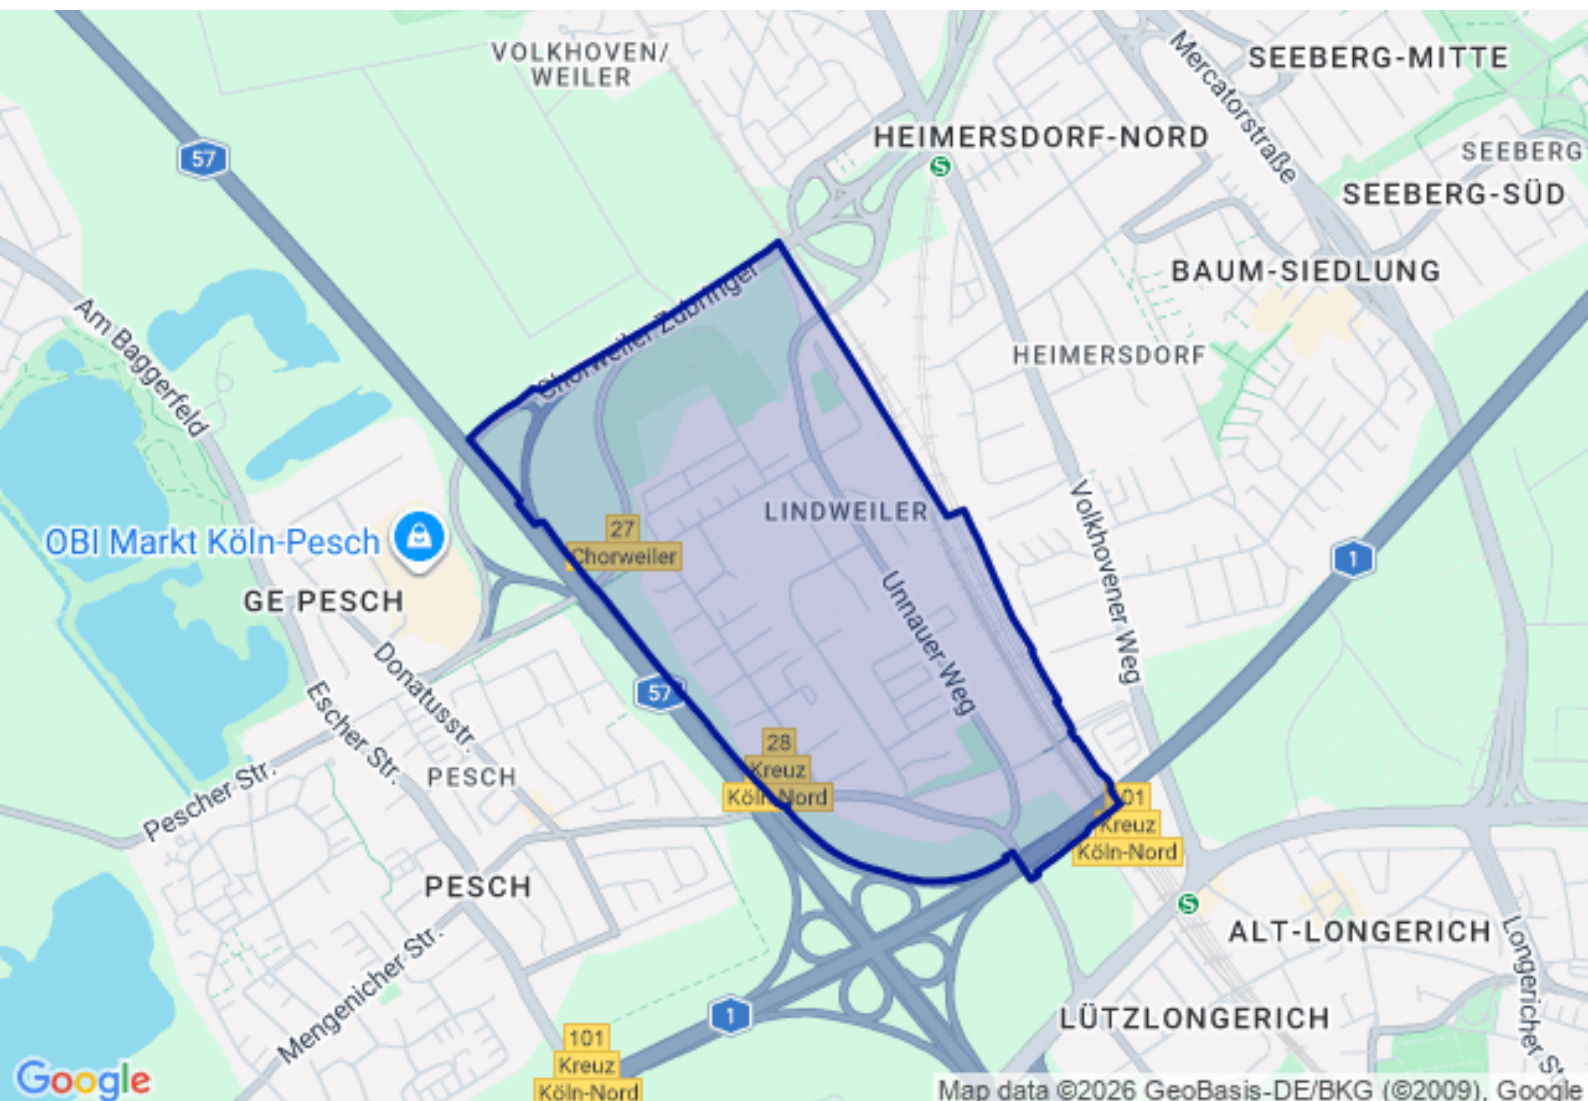 VOLKHOVEN/
WEILER
SEEBERG-MITTE
Mercatorstraße
HEIMERSDORF-NORD
S
SEEBERG
57
SEEBERG-SÜD
BAUM-SIEDLUNG
Chorweiler Zubringer
Am Baggerfeld
HEIMERSDORF
LINDWEILER
Volkhovener Weg
27
Chorweiler
OBI Markt Köln-Pesch
1
GE PESCH
Unnauer Weg
Donatusstr.
Escher Str.
57
28
Kreuz
Köln-Nord
PESCH
Pescher Str.
101
Kreuz
Köln-Nord
PESCH
S
ALT-LONGERICH
Mengenicher Str.
Longericher Str
1
LÜTZLONGERICH
101
Kreuz
Köln-Nord
Google
Map data ©2026 GeoBasis-DE/BKG (©2009), Google